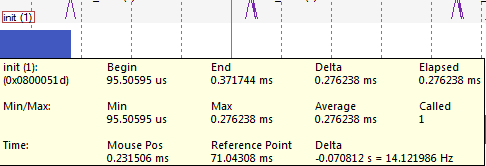 init (1)
init (1): Begin End Delta Elapsed
(0x0800051d) 95.50595 us 0.371744 ms 0.276238 ms 0.276238 ms
Min/Max: Min Max Average Called
95.50595 us 0.276238 ms 0.276238 ms 1
Time: Mouse Pos Reference Point Delta
0.231506 ms 71.04308 ms -0.070812 s = 14.121986 Hz